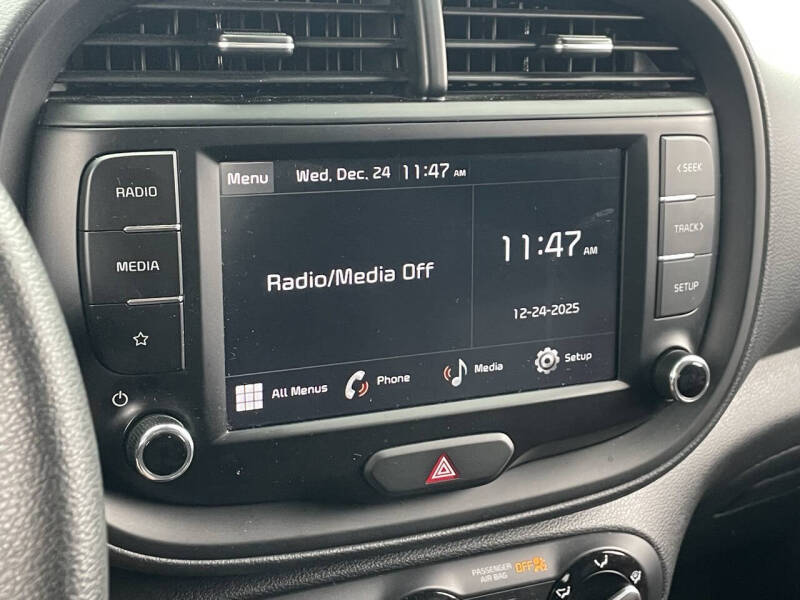 RADIO
MEDIA
Menu Wed, Dec, 24 11:47 AM
Radio/Media Off
11:47 AM
12-24-2025
All Menus Phone Media Setup
< SEEK
TRACK >
SETUP
PASSENGER
AIR BAG OFF